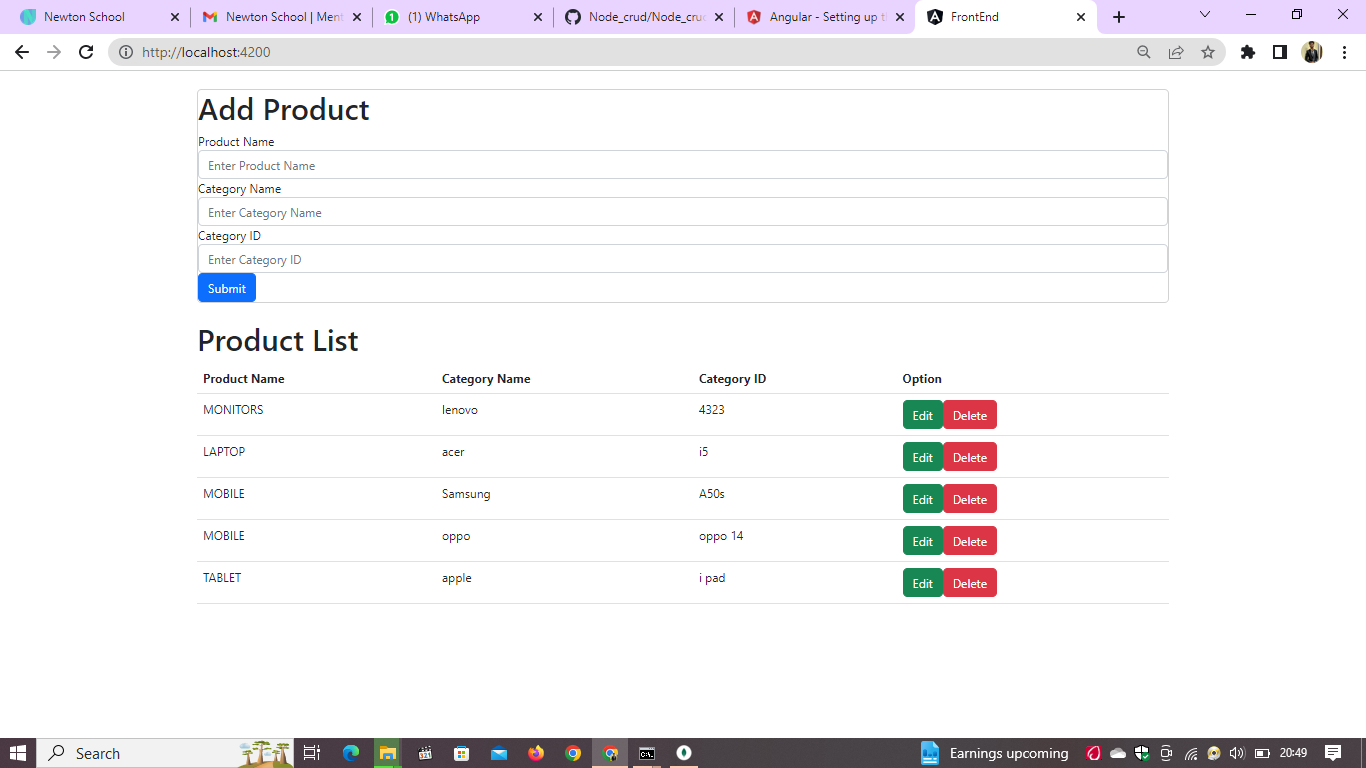 Newton School
Newton School | Ment
(1) WhatsApp
Node_crud/Node_crud
Angular - Setting up th
FrontEnd
http://localhost:4200
Add Product
Product Name
Enter Product Name
Category Name
Enter Category Name
Category ID
Enter Category ID
Submit
Product List
Product Name Category Name Category ID Option
MONITORS lenovo 4323 Edit Delete
LAPTOP acer i5 Edit Delete
MOBILE Samsung A50s Edit Delete
MOBILE oppo oppo 14 Edit Delete
TABLET apple i pad Edit Delete
Search
Earnings upcoming
20:49